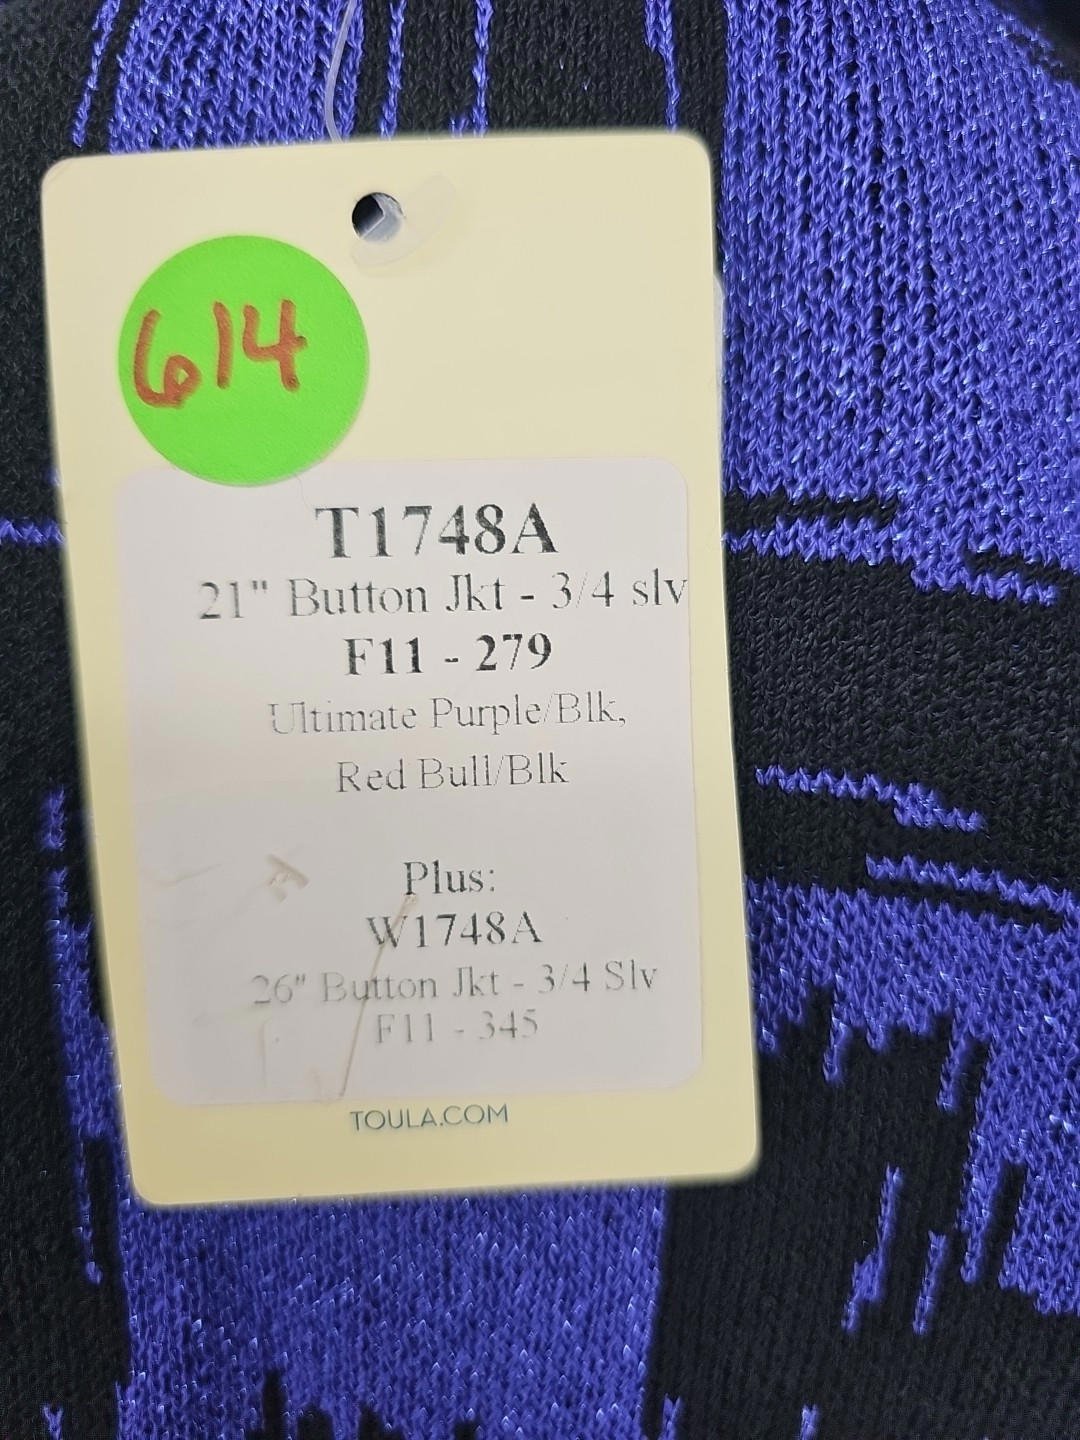 614
T1748A
21" Button Jkt - 3/4 slv
F11 - 279
Ultimate Purple/Blk,
Red Bull/Blk
Plus:
W1748A
26" Button Jkt - 3/4 Slv
F11 - 345
TOULA.COM